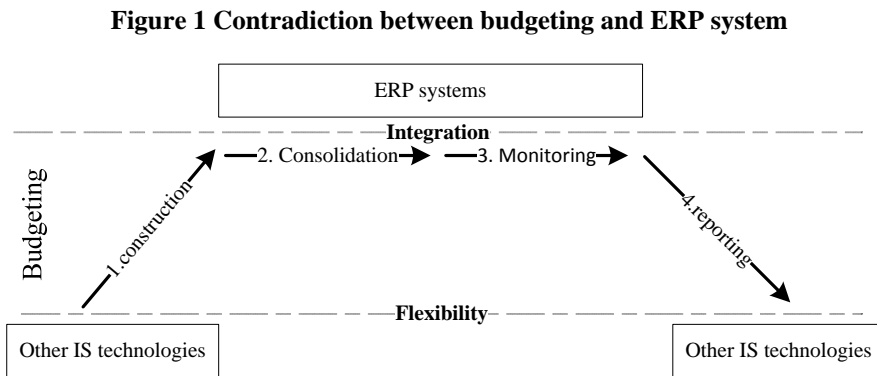 Figure 1 Contradiction between budgeting and ERP system
ERP systems
Integration
2. Consolidation
3. Monitoring
Budgeting
1.construction
4.reporting
Flexibility
Other IS technologies
Other IS technologies